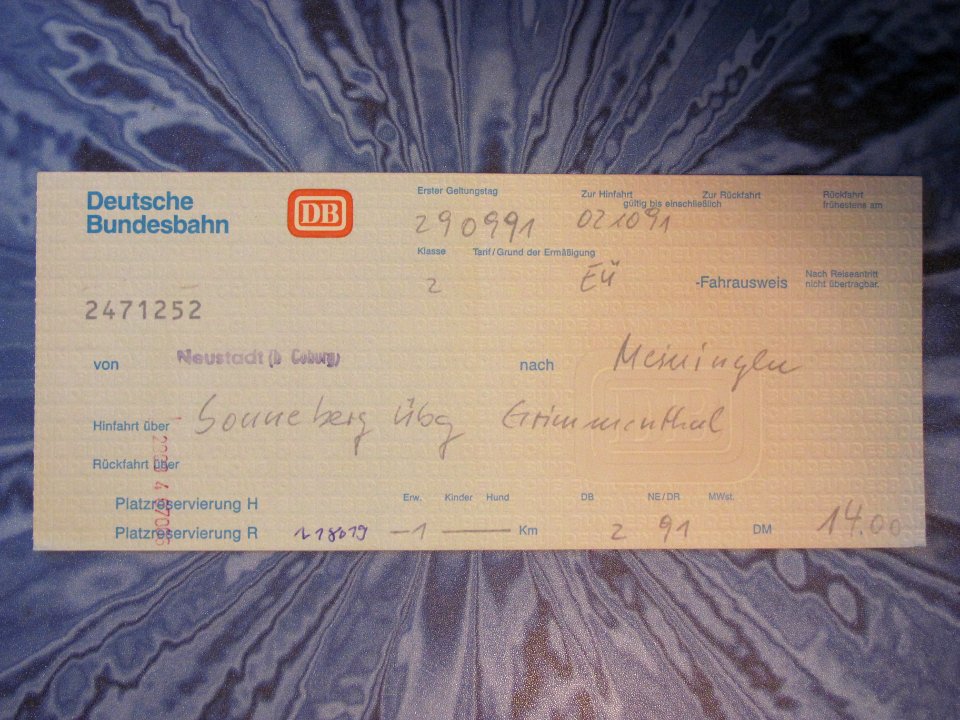 Deutsche Bundesbahn
DB
Erster Geltungstag Zur Hinfahrt Zur Rückfahrt Rückfahrt
gültig bis einschließlich frühestens am
290991 021091
Klasse Tarif/Grund der Ermäßigung
2 EÜ -Fahrausweis Nach Reiseantritt nicht übertragbar.
2471252
von Neustadt (b Coburg) nach Meiningen
Hinfahrt über Sonneberg Übg Grimmenthal
Rückfahrt über
Platzreservierung H Erw. Kinder Hund DB NE/DR MWst.
Platzreservierung R —1 — Km 2 91 DM 14.00